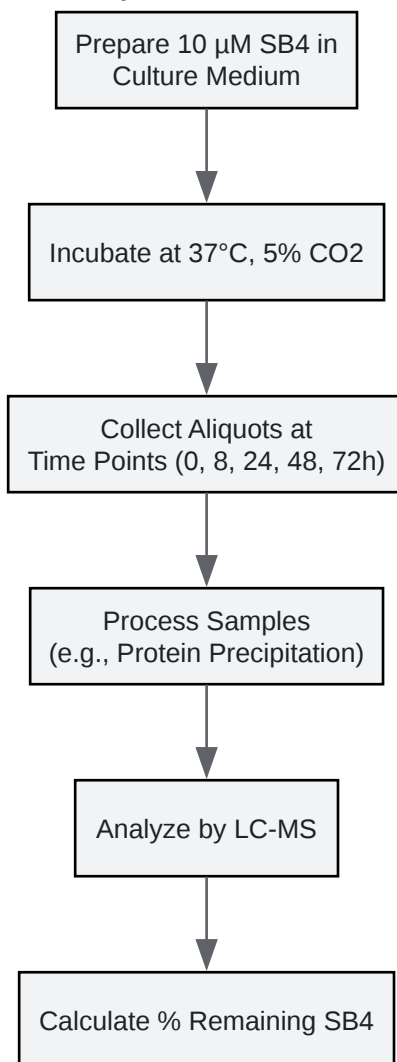 Prepare 10 µM SB4 in
Culture Medium
Incubate at 37°C, 5% CO2
Collect Aliquots at
Time Points (0, 8, 24, 48, 72h)
Process Samples
(e.g., Protein Precipitation)
Analyze by LC-MS
Calculate % Remaining SB4